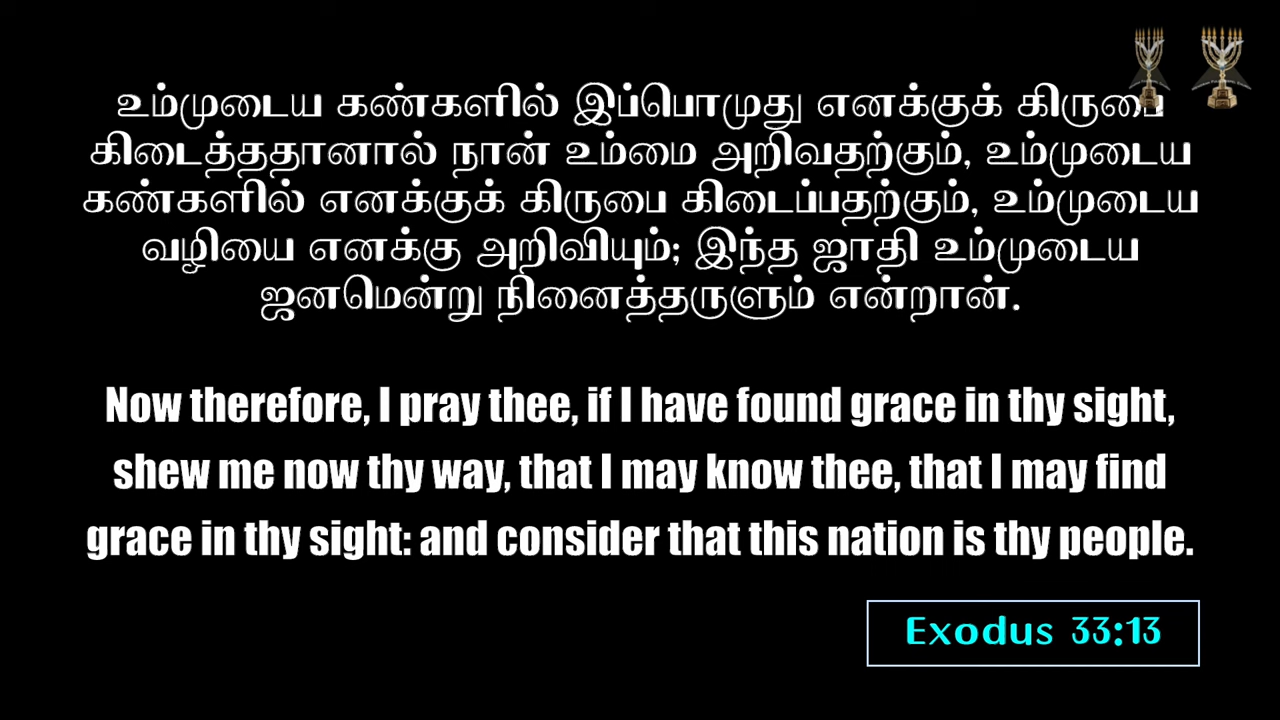 உம்முடைய கண்களில் இப்பொமுது எனக்குக் கிருபை
கிடைத்ததானால் நான் உம்மை அறிவதற்கும், உம்முடைய
கண்களில் எனக்குக் கிருபை கிடைப்பதற்கும், உம்முடைய
வழியை எனக்கு அறிவியும்; இந்த ஜாதி உம்முடைய
ஜனமென்று நினைத்தருளும் என்றான்.
Now therefore, I pray thee, if I have found grace in thy sight,
shew me now thy way, that I may know thee, that I may find
grace in thy sight: and consider that this nation is thy people.
Exodus 33:13